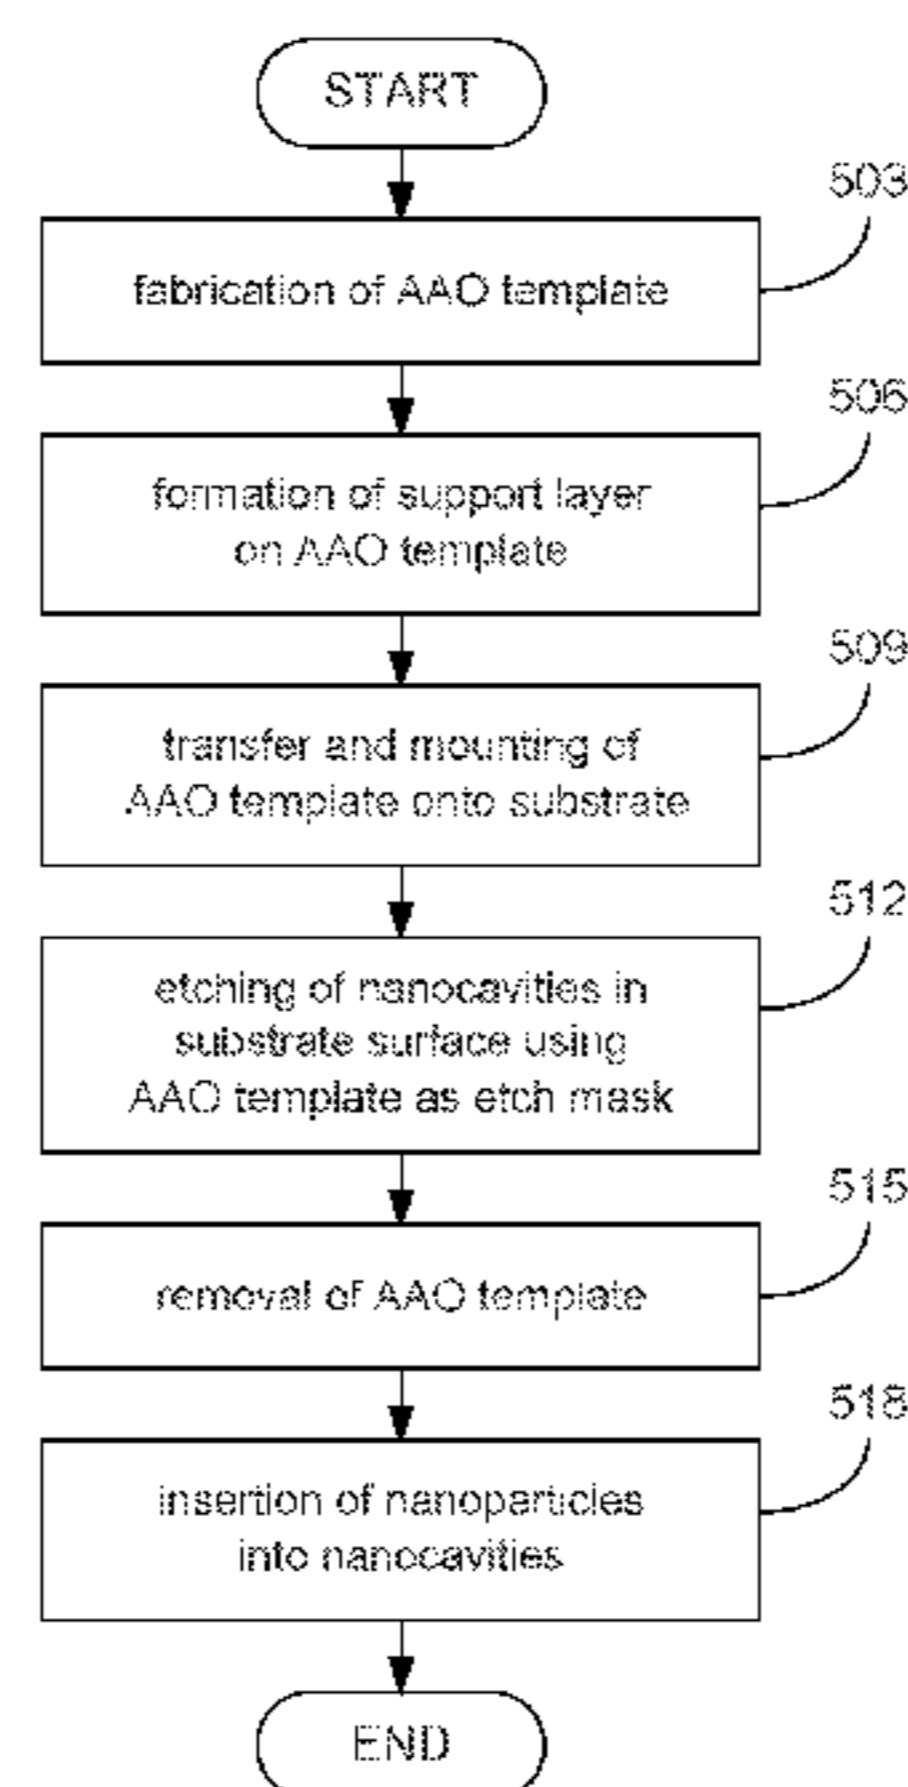 START
503
fabrication of AAO template
506
formation of support layer
on AAO template
509
transfer and mounting of
AAO template onto substrate
512
etching of nanocavities in
substrate surface using
AAO template as etch mask
515
removal of AAO template
518
insertion of nanoparticles
into nanocavities
END